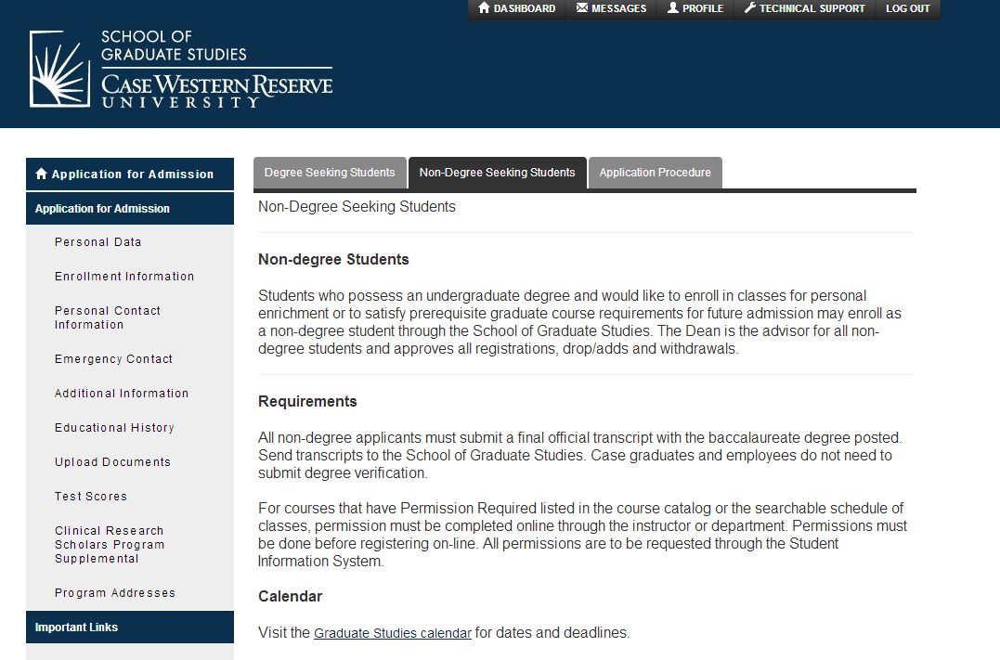 DASHBOARD MESSAGES PROFILE TECHNICAL SUPPORT LOG OUT
SCHOOL OF
GRADUATE STUDIES
CASE WESTERN RESERVE
UNIVERSITY
Application for Admission
Application for Admission
Personal Data
Enrollment Information
Personal Contact
Information
Emergency Contact
Additional Information
Educational History
Upload Documents
Test Scores
Clinical Research
Scholars Program
Supplemental
Program Addresses
Important Links
Degree Seeking Students Non-Degree Seeking Students Application Procedure
Non-Degree Seeking Students
Non-degree Students
Students who possess an undergraduate degree and would like to enroll in classes for personal
enrichment or to satisfy prerequisite graduate course requirements for future admission may enroll as
a non-degree student through the School of Graduate Studies. The Dean is the advisor for all non-
degree students and approves all registrations, drop/adds and withdrawals.
Requirements
All non-degree applicants must submit a final official transcript with the baccalaureate degree posted.
Send transcripts to the School of Graduate Studies. Case graduates and employees do not need to
submit degree verification.
For courses that have Permission Required listed in the course catalog or the searchable schedule of
classes, permission must be completed online through the instructor or department. Permissions must
be done before registering on-line. All permissions are to be requested through the Student
Information System.
Calendar
Visit the Graduate Studies calendar for dates and deadlines.